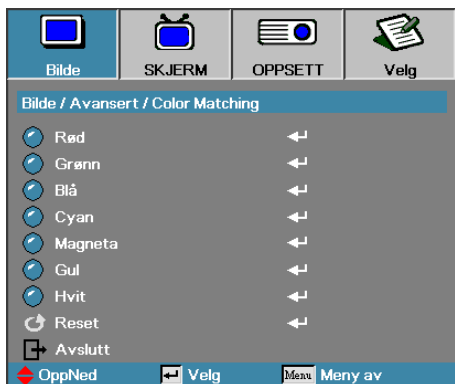 Bilde SKJERM OPPSETT Velg
Bilde / Avansert / Color Matching
Rød
Grønn
Blå
Cyan
Magneta
Gul
Hvit
Reset
Avslutt
OppNed Velg Menu Meny av